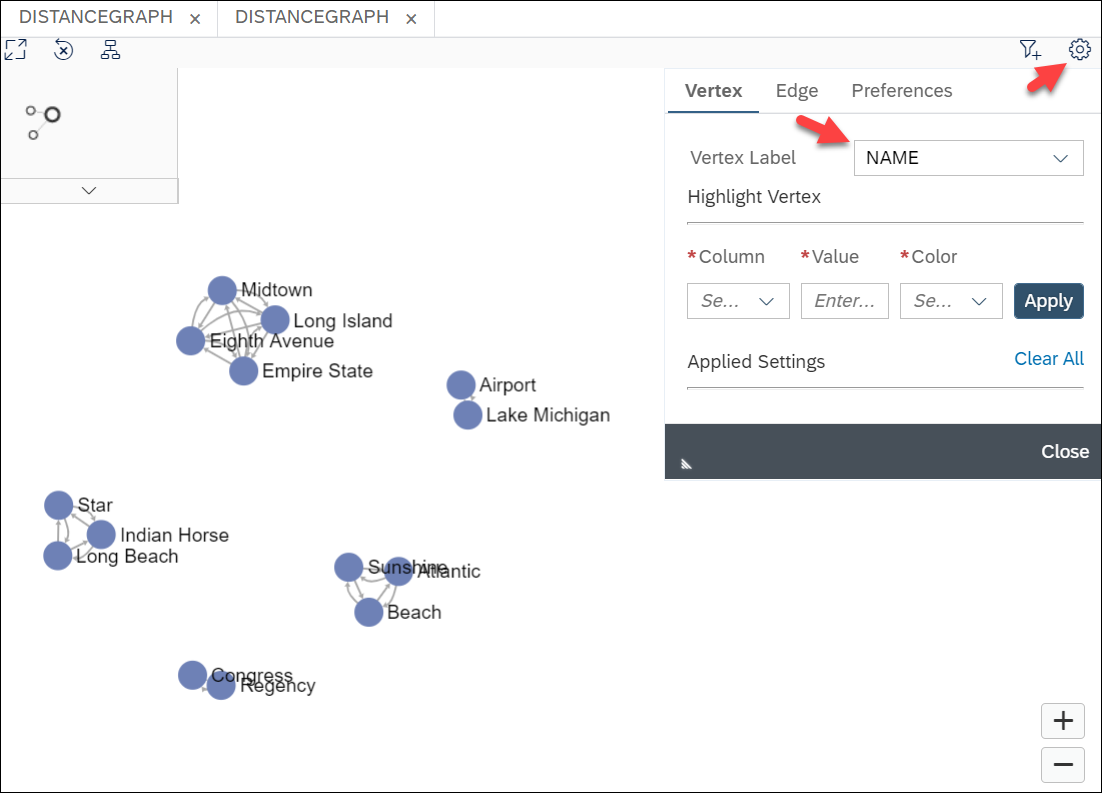 DISTANCEGRAPH × DISTANCEGRAPH ×
Vertex Edge Preferences
Vertex Label NAME
Highlight Vertex
*Column *Value *Color
Se... Enter... Se... Apply
Applied Settings Clear All
Close
Midtown
Long Island
Eighth Avenue
Empire State
Airport
Lake Michigan
Star
Indian Horse
Long Beach
Sunshine
Atlantic
Beach
Congress
Regency